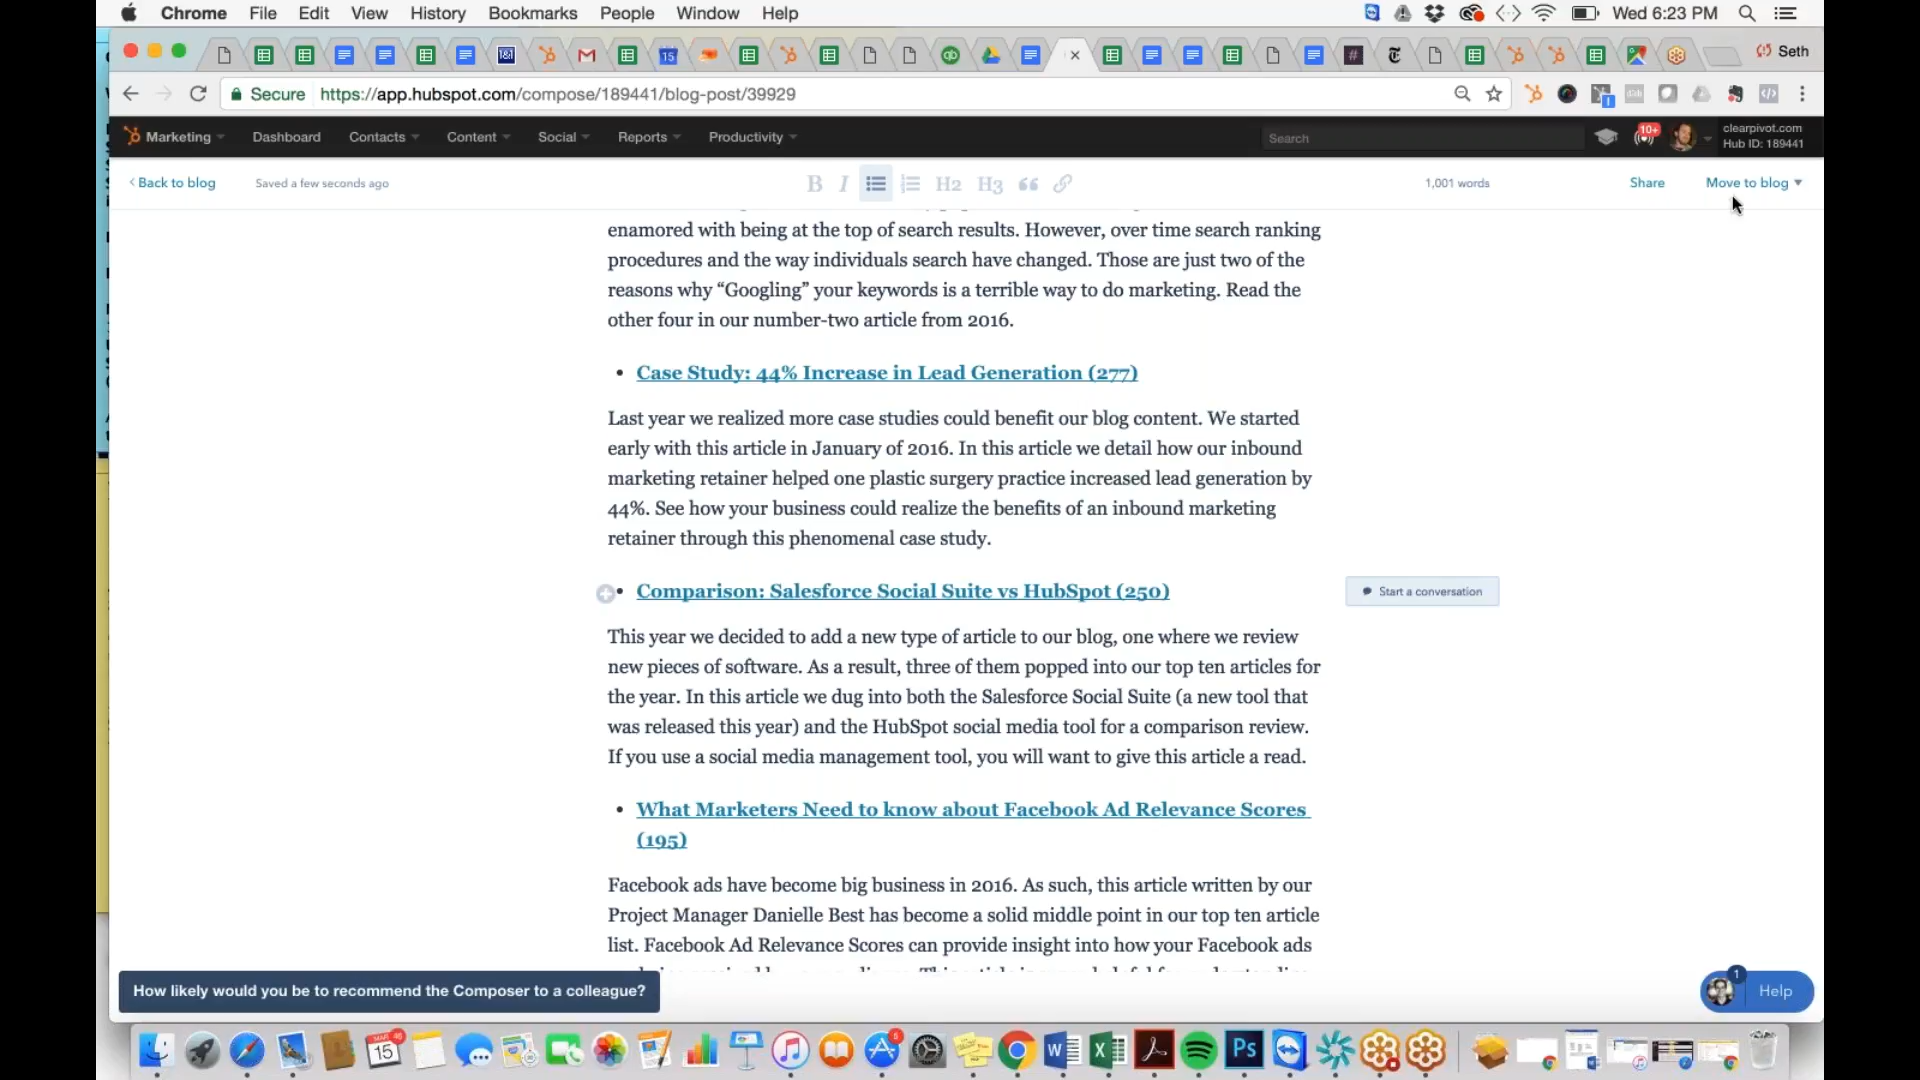 Chrome File Edit View History Bookmarks People Window Help Wed 6:23 PM
Seth
Secure https://app.hubspot.com/compose/189441/blog-post/39929
Marketing Dashboard Contacts Content Social Reports Productivity Search 10+ clearpivot.com
Hub ID: 189441
Back to blog Saved a few seconds ago B I H2 H3 1,001 words Share Move to blog
enamored with being at the top of search results. However, over time search ranking
procedures and the way individuals search have changed. Those are just two of the
reasons why “Googling” your keywords is a terrible way to do marketing. Read the
other four in our number-two article from 2016.
• Case Study: 44% Increase in Lead Generation (277)
Last year we realized more case studies could benefit our blog content. We started
early with this article in January of 2016. In this article we detail how our inbound
marketing retainer helped one plastic surgery practice increased lead generation by
44%. See how your business could realize the benefits of an inbound marketing
retainer through this phenomenal case study.
• Comparison: Salesforce Social Suite vs HubSpot (250)
Start a conversation
This year we decided to add a new type of article to our blog, one where we review
new pieces of software. As a result, three of them popped into our top ten articles for
the year. In this article we dug into both the Salesforce Social Suite (a new tool that
was released this year) and the HubSpot social media tool for a comparison review.
If you use a social media management tool, you will want to give this article a read.
• What Marketers Need to know about Facebook Ad Relevance Scores
(195)
Facebook ads have become big business in 2016. As such, this article written by our
Project Manager Danielle Best has become a solid middle point in our top ten article
list. Facebook Ad Relevance Scores can provide insight into how your Facebook ads
How likely would you be to recommend the Composer to a colleague?
1
Help